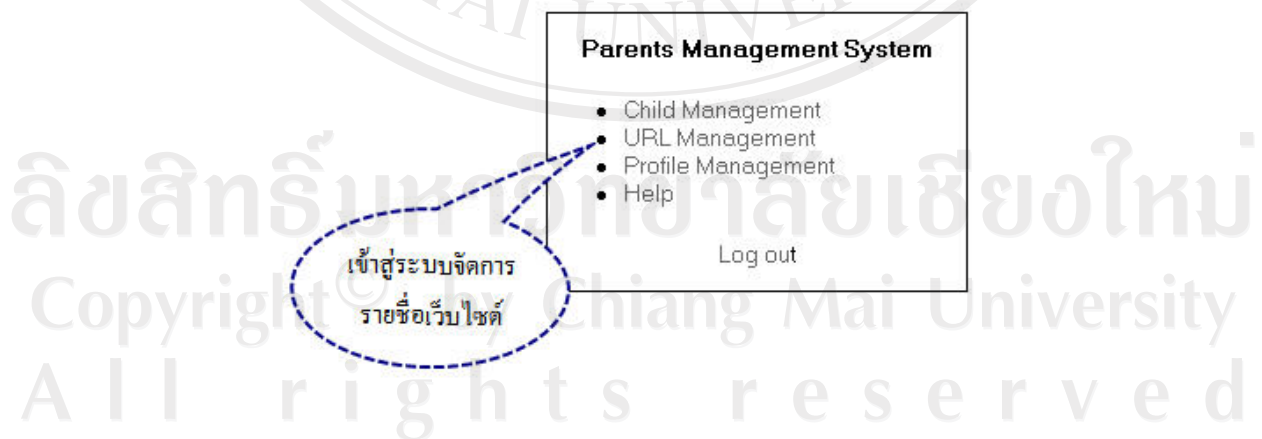 MAI UNIVER
Parents Management System
• Child Management
• URL Management
• Profile Management
• Help
Log out
เข้าสู่ระบบจัดการ
รายชื่อเว็บไซต์
ลิขสิทธิ์มหาวิทยาลัยเชียงใหม่
Copyright© by Chiang Mai University
All rights reserved